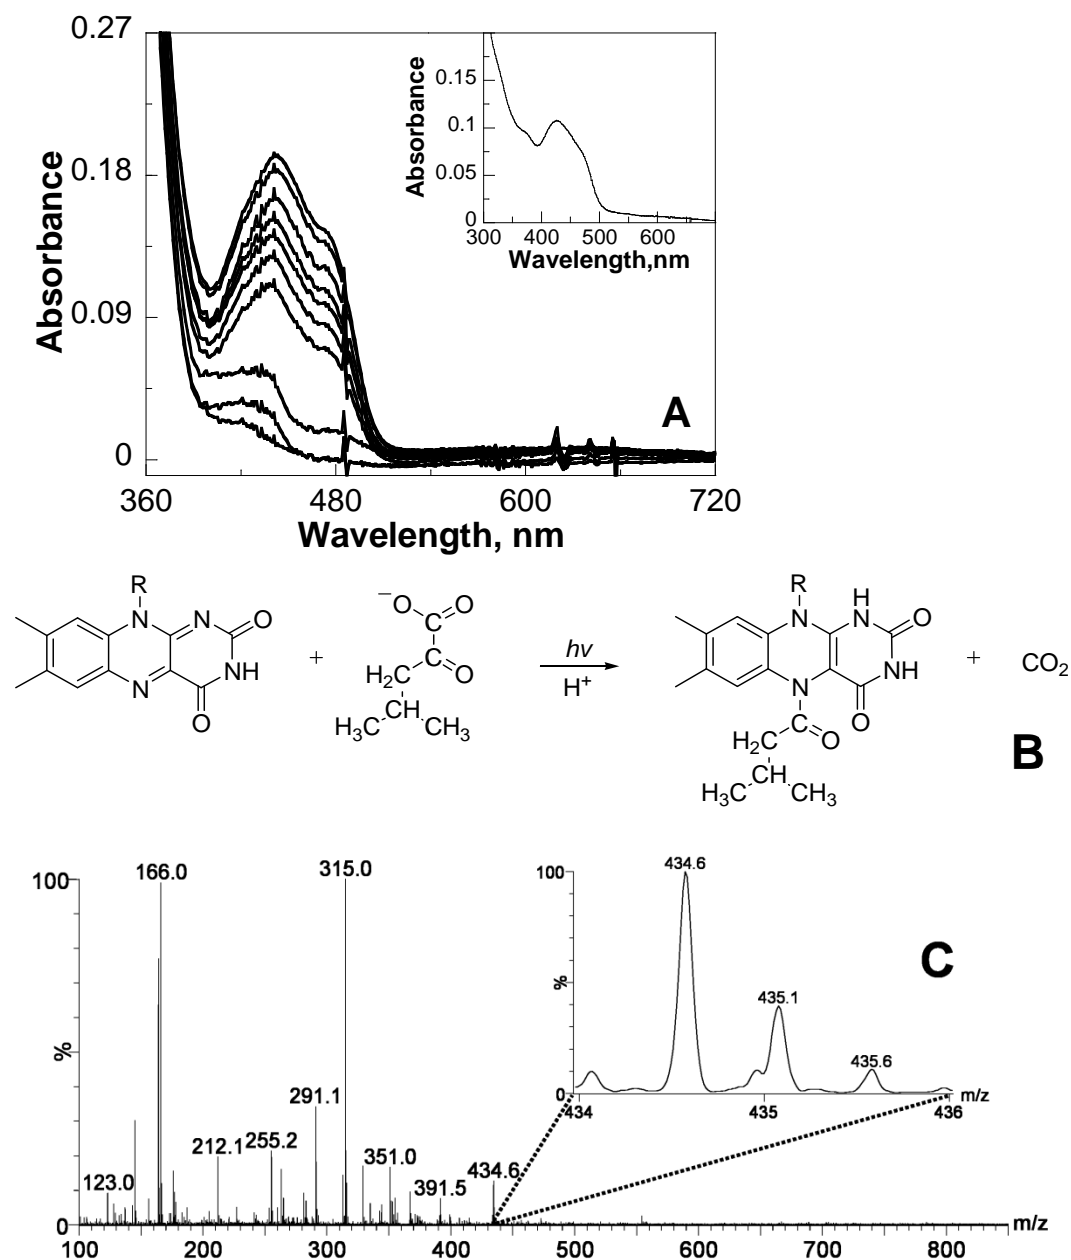 0.27
0.18
0.09
0
Absorbance
360
480
600
720
Wavelength, nm
A
0.15
0.1
0.05
0
Absorbance
300
400
500
600
Wavelength,nm
R
N
N
O
NH
N
O
+
−O
O
C
C
O
H2C
CH
H3C
CH3
hν
H+
R
N
H
N
O
NH
N
O
C
O
H2C
CH
H3C
CH3
+
CO2
B
100
%
0
166.0
315.0
291.1
212.1
255.2
351.0
123.0
391.5
434.6
100
200
300
400
500
600
700
800
m/z
C
100
%
0
434.6
435.1
435.6
434
435
436
m/z